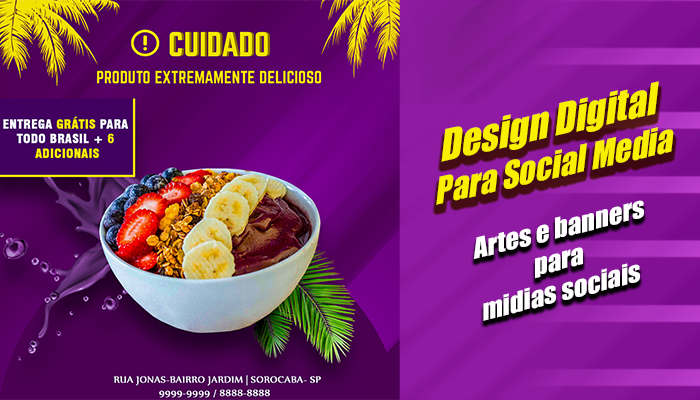 CUIDADO
PRODUTO EXTREMAMENTE DELICIOSO
ENTREGA GRÁTIS PARA
TODO BRASIL + 6
ADICIONAIS
RUA JONAS-BAIRRO JARDIM | SOROCABA- SP
9999-9999 / 8888-8888
Design Digital
Para Social Media
Artes e banners
para
midias sociais